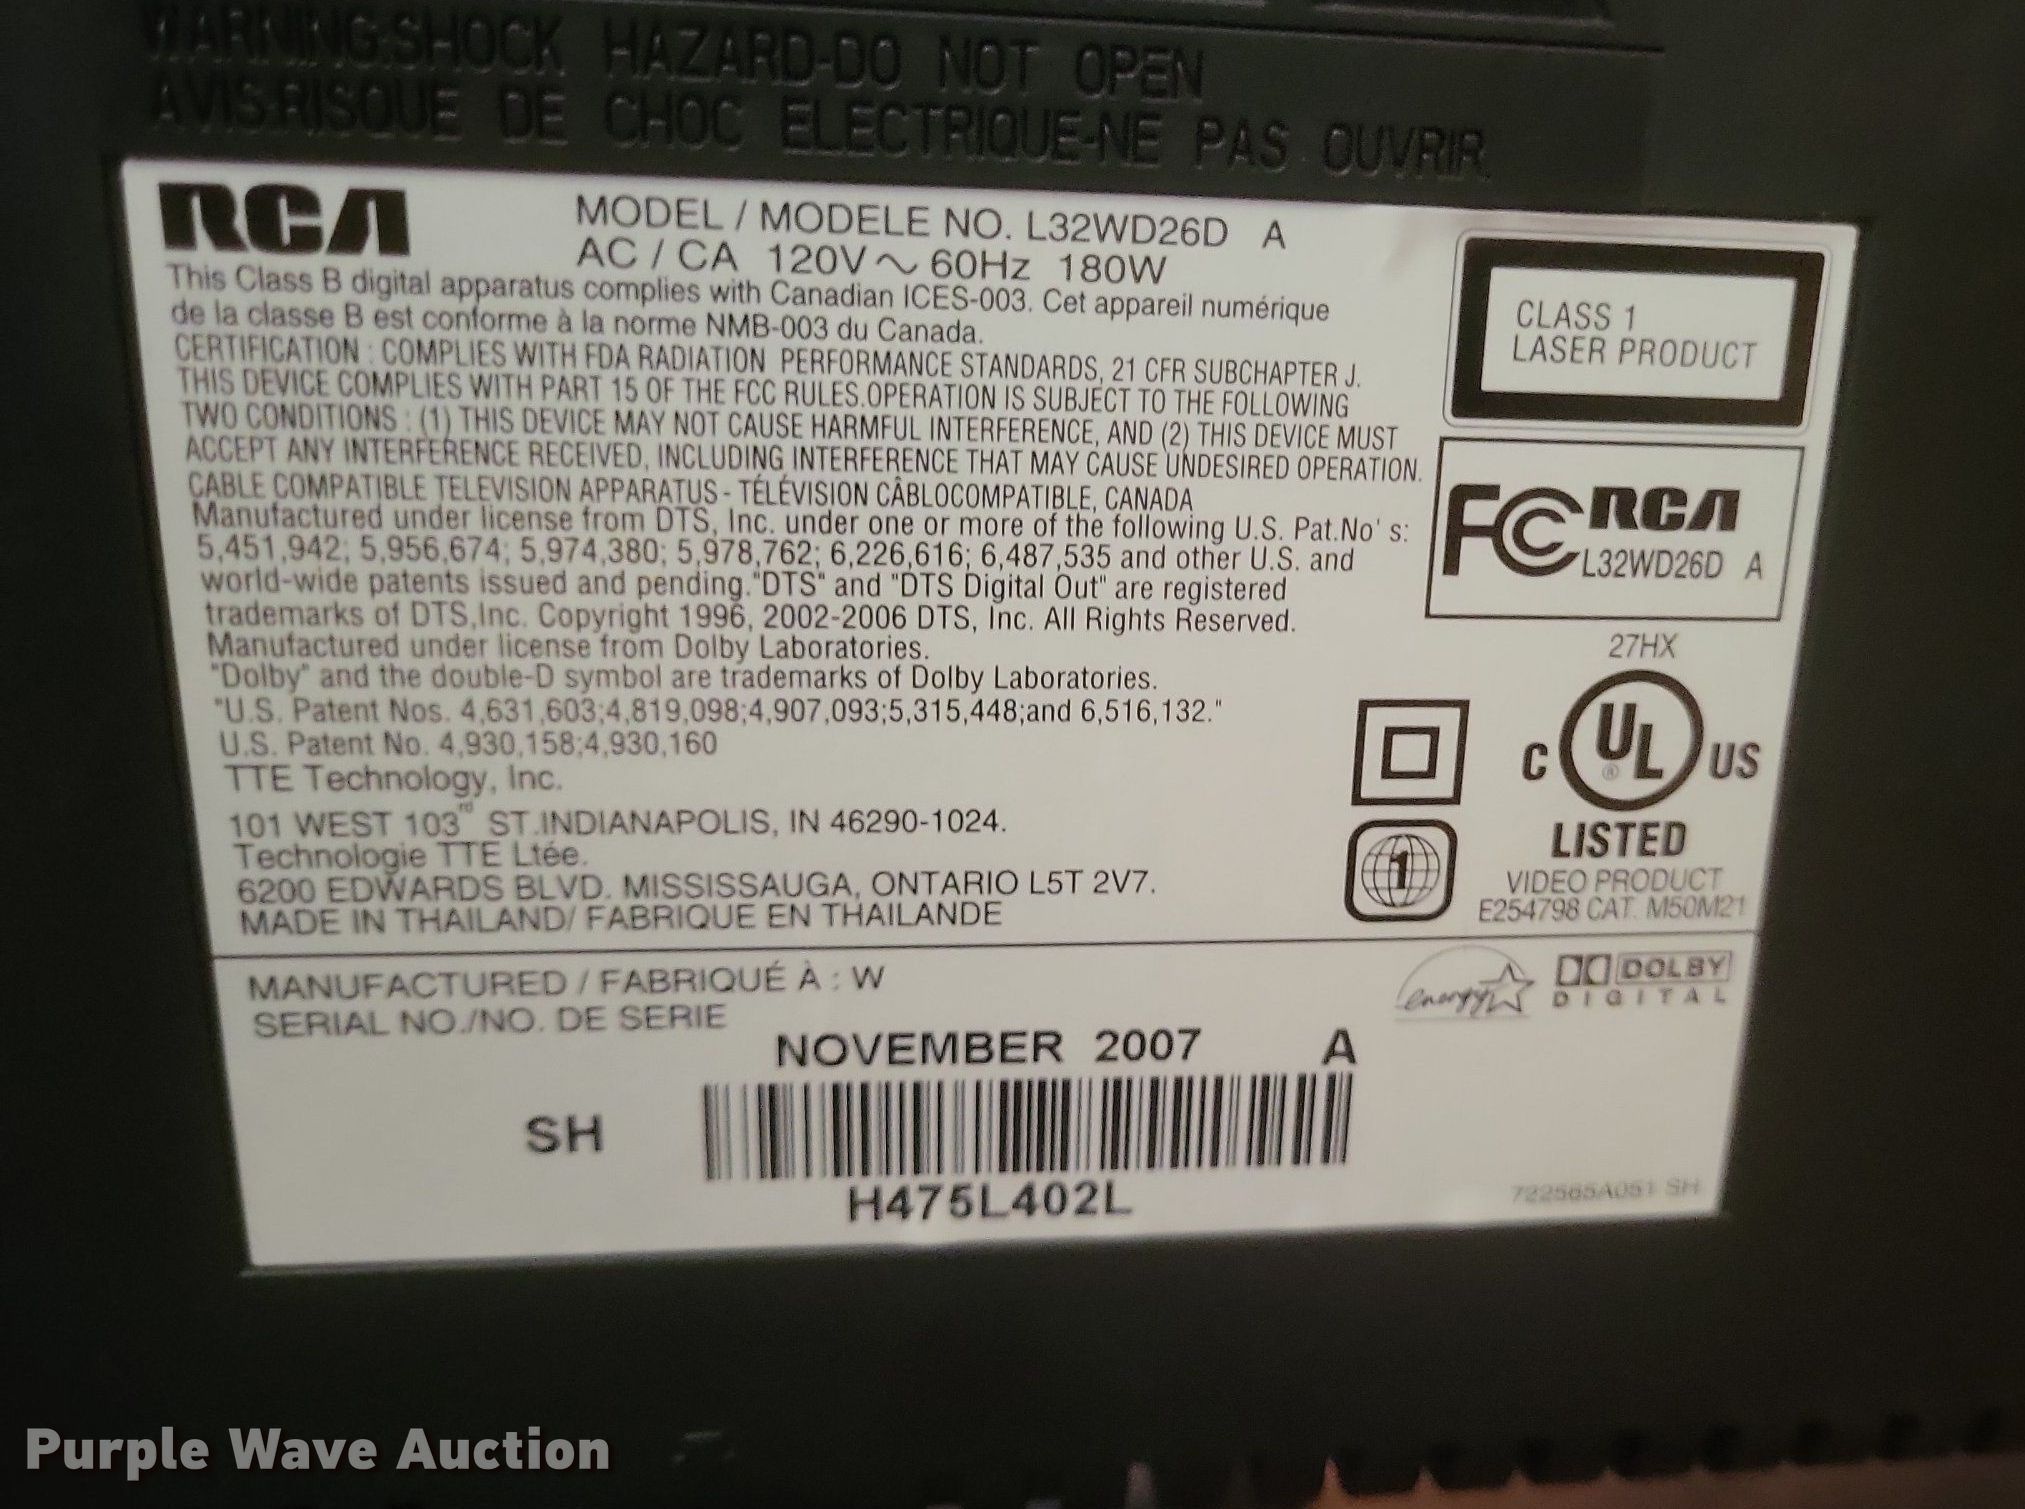 WARNING:SHOCK HAZARD-DO NOT OPEN
AVIS:RISQUE DE CHOC ELECTRIQUE-NE PAS OUVRIR.
RCA
MODEL / MODELE NO. L32WD26D A
AC / CA 120V ~ 60Hz 180W
This Class B digital apparatus complies with Canadian ICES-003. Cet appareil numérique
de la classe B est conforme à la norme NMB-003 du Canada.
CERTIFICATION : COMPLIES WITH FDA RADIATION PERFORMANCE STANDARDS, 21 CFR SUBCHAPTER J.
THIS DEVICE COMPLIES WITH PART 15 OF THE FCC RULES.OPERATION IS SUBJECT TO THE FOLLOWING
TWO CONDITIONS : (1) THIS DEVICE MAY NOT CAUSE HARMFUL INTERFERENCE, AND (2) THIS DEVICE MUST
ACCEPT ANY INTERFERENCE RECEIVED, INCLUDING INTERFERENCE THAT MAY CAUSE UNDESIRED OPERATION.
CABLE COMPATIBLE TELEVISION APPARATUS - TÉLÉVISION CÂBLOCOMPATIBLE, CANADA
Manufactured under license from DTS, Inc. under one or more of the following U.S. Pat.No' s:
5,451,942; 5,956,674; 5,974,380; 5,978,762; 6,226,616; 6,487,535 and other U.S. and
world-wide patents issued and pending."DTS" and "DTS Digital Out" are registered
trademarks of DTS,Inc. Copyright 1996, 2002-2006 DTS, Inc. All Rights Reserved.
Manufactured under license from Dolby Laboratories.
"Dolby" and the double-D symbol are trademarks of Dolby Laboratories.
"U.S. Patent Nos. 4,631,603;4,819,098;4,907,093;5,315,448;and 6,516,132."
U.S. Patent No. 4,930,158;4,930,160
TTE Technology, Inc.
101 WEST 103rd ST.INDIANAPOLIS, IN 46290-1024.
Technologie TTE Ltée.
6200 EDWARDS BLVD. MISSISSAUGA, ONTARIO L5T 2V7.
MADE IN THAILAND/ FABRIQUE EN THAILANDE
CLASS 1
LASER PRODUCT
FC RCA
L32WD26D A
27HX
C UL® US
LISTED
VIDEO PRODUCT
E254798 CAT. M50M21
1
MANUFACTURED / FABRIQUÉ À : W
SERIAL NO./NO. DE SERIE
energy
DOLBY
DIGITAL
NOVEMBER 2007 A
SH
H475L402L
722565A051 SH
Purple Wave Auction